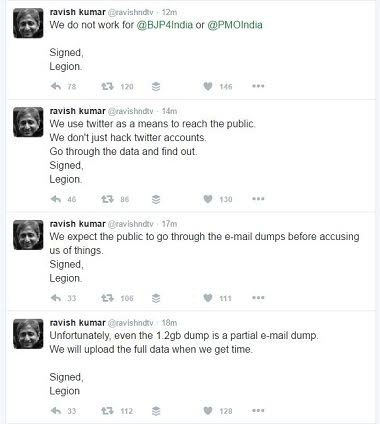 ravish kumar @ravishndtv · 12m
We do not work for @BJP4India or @PMOIndia
Signed,
Legion.
78 120 146
ravish kumar @ravishndtv · 14m
We use twitter as a means to reach the public.
We don't just hack twitter accounts.
Go through the data and find out.
Signed,
Legion.
46 86 130
ravish kumar @ravishndtv · 17m
We expect the public to go through the e-mail dumps before accusing
us of things.
Signed,
Legion.
33 106 111
ravish kumar @ravishndtv · 18m
Unfortunately, even the 1.2gb dump is a partial e-mail dump.
We will upload the full data when we get time.
Signed,
Legion
33 112 128